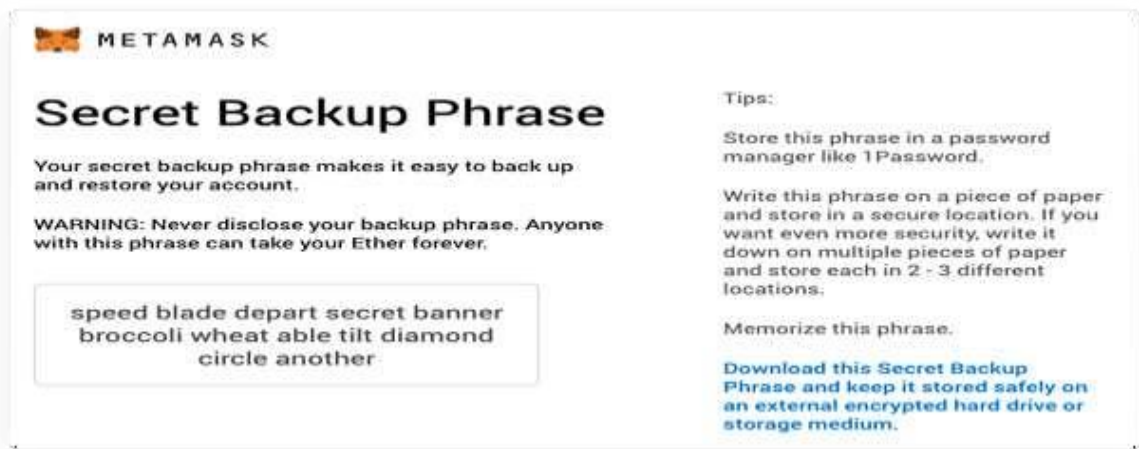 METAMASK
Secret Backup Phrase
Your secret backup phrase makes it easy to back up
and restore your account.
WARNING: Never disclose your backup phrase. Anyone
with this phrase can take your Ether forever.
speed blade depart secret banner
broccoli wheat able tilt diamond
circle another
Tips:
Store this phrase in a password
manager like 1Password.
Write this phrase on a piece of paper
and store in a secure location. If you
want even more security, write it
down on multiple pieces of paper
and store each in 2 - 3 different
locations.
Memorize this phrase.
Download this Secret Backup
Phrase and keep it stored safely on
an external encrypted hard drive or
storage medium.